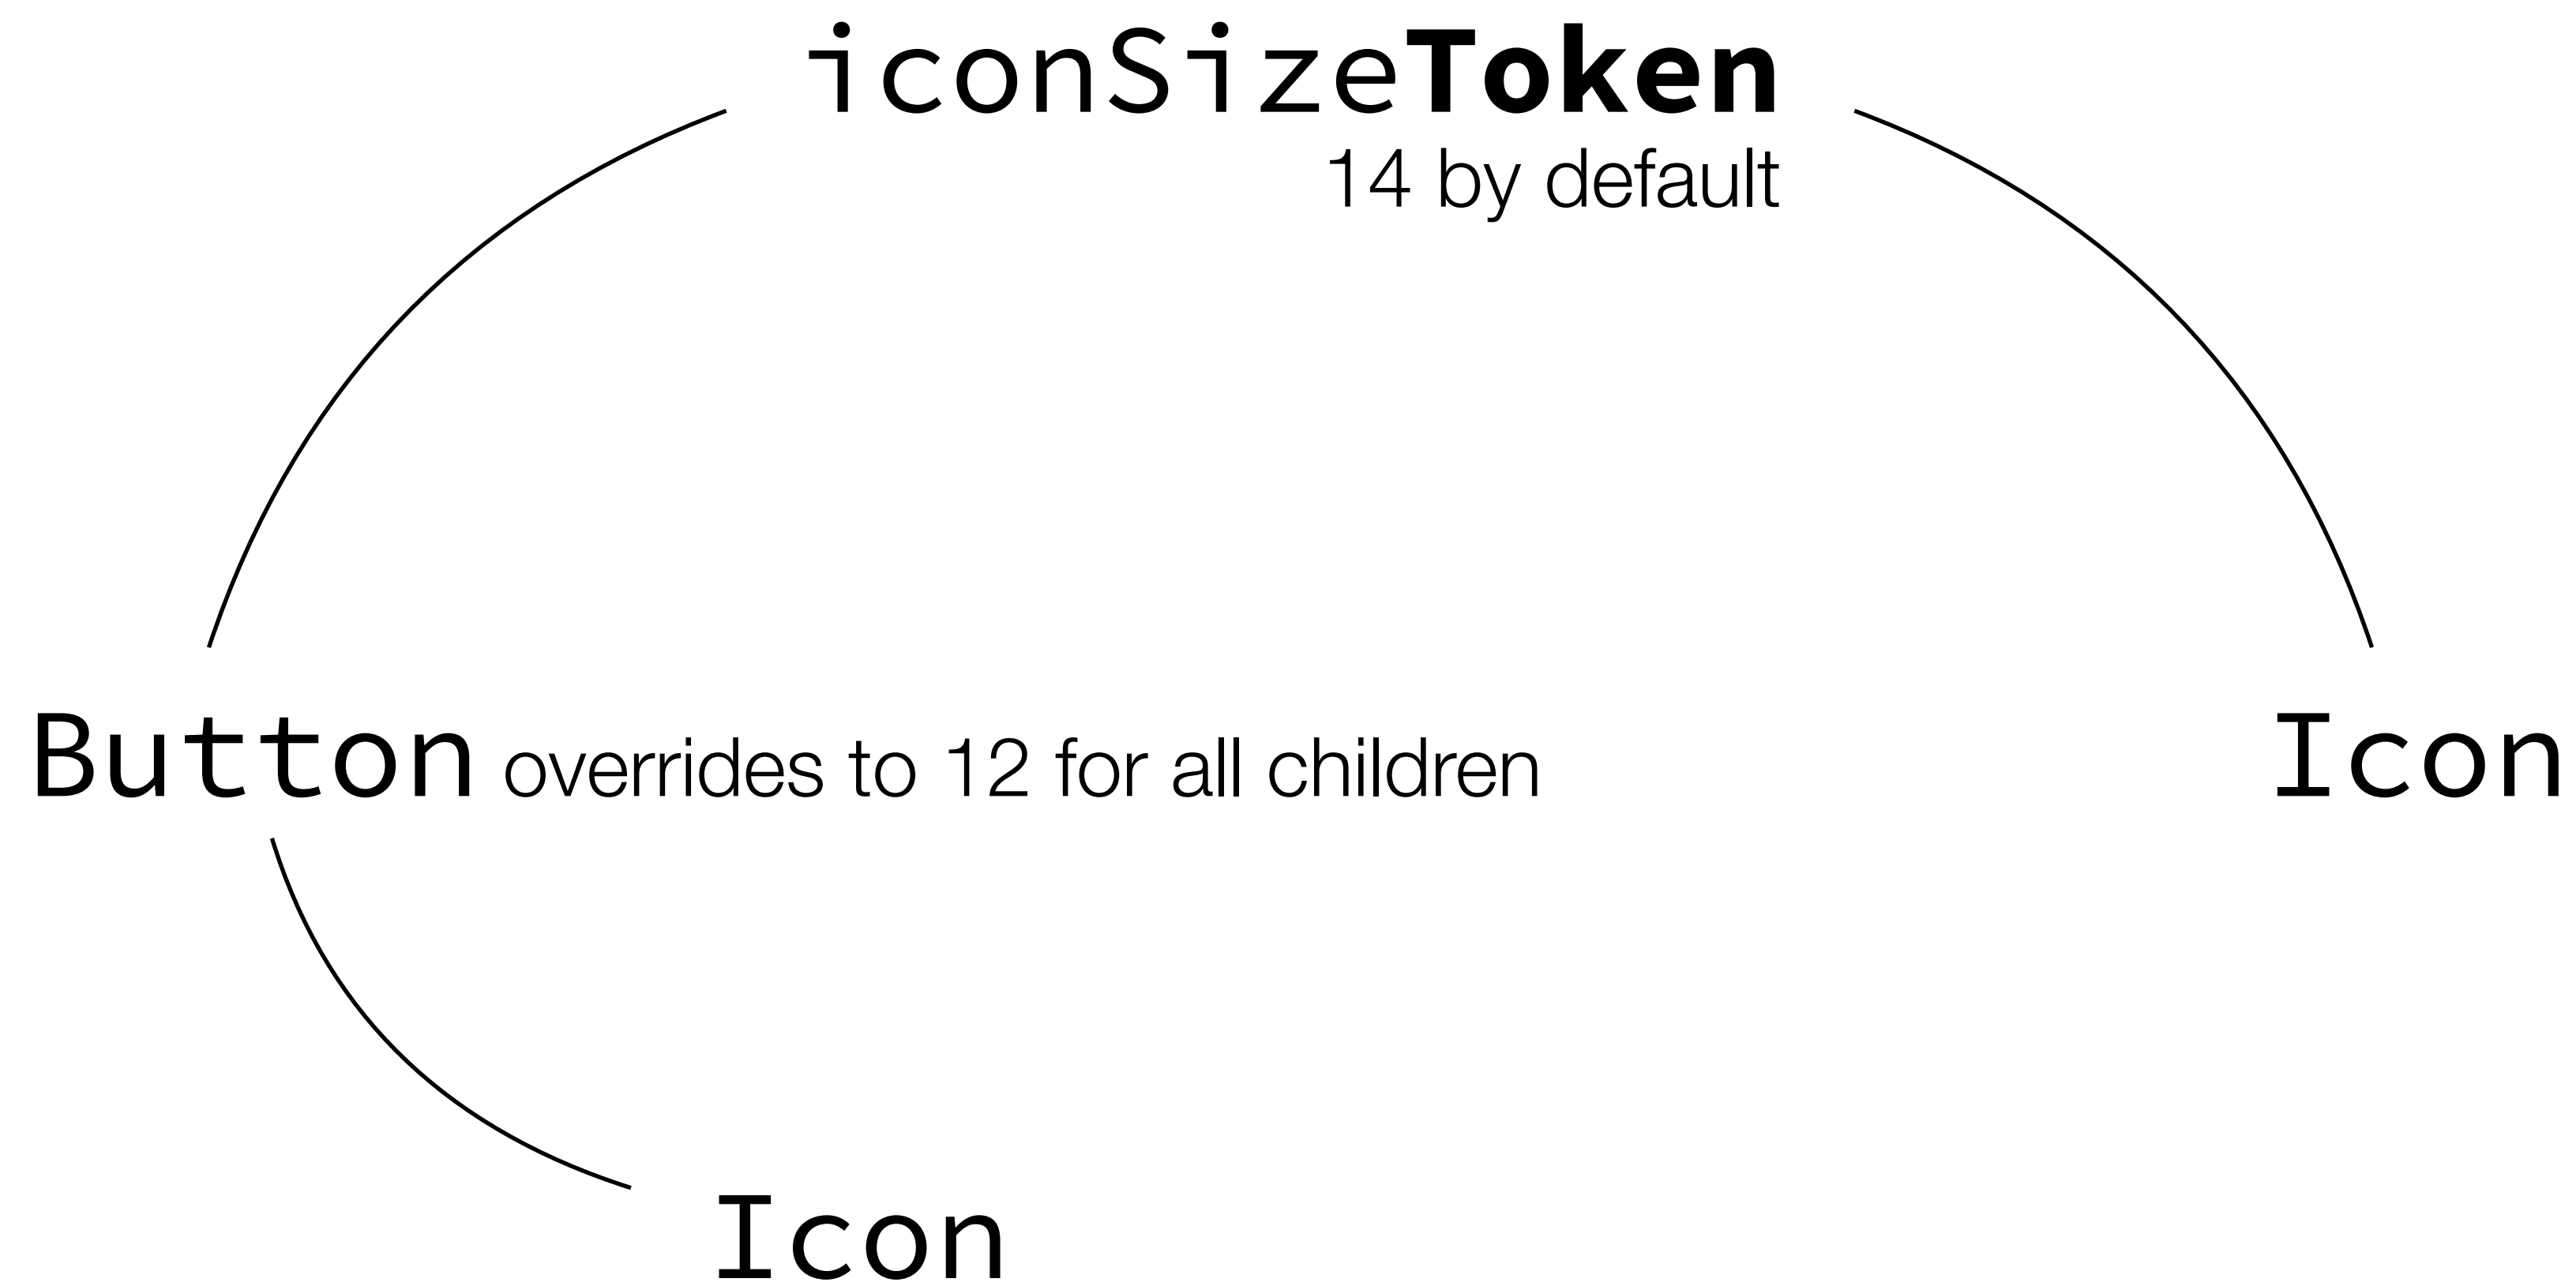 iconSizeToken
14 by default
Button overrides to 12 for all children
Icon
Icon